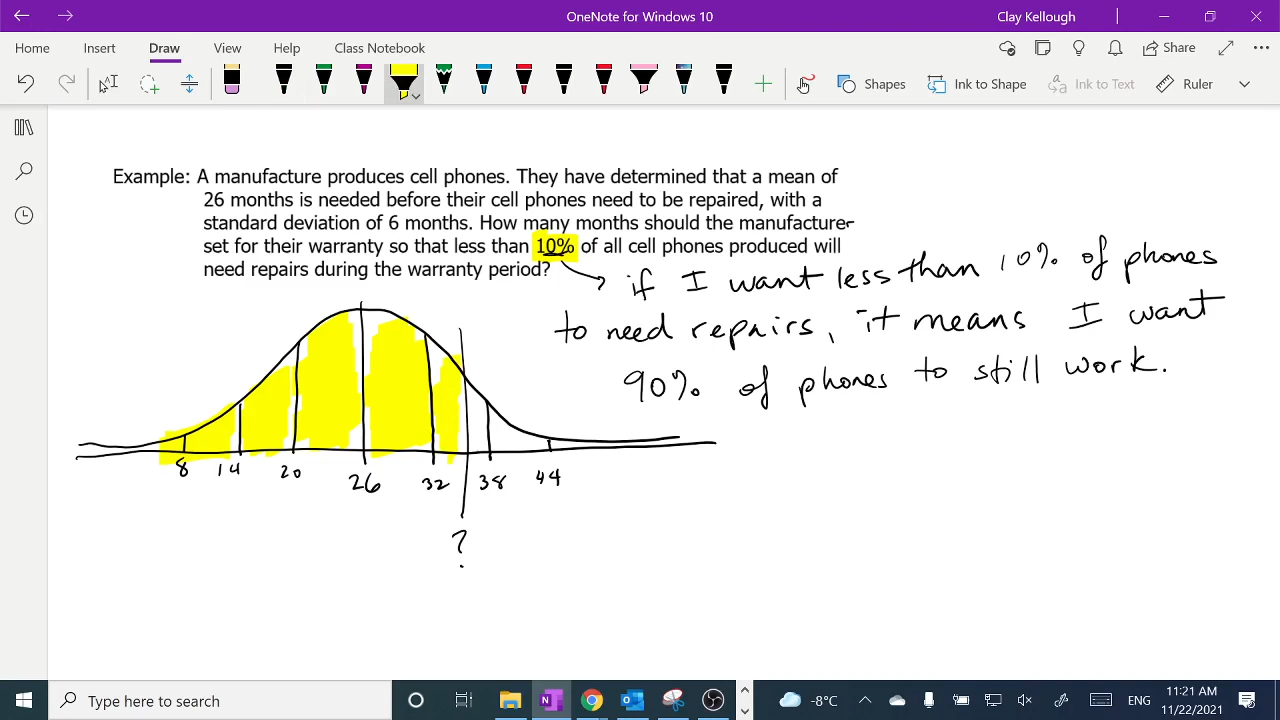 OneNote for Windows 10
Clay Kellough
Home Insert Draw View Help Class Notebook
Share
Shapes Ink to Shape Ink to Text Ruler
Example: A manufacture produces cell phones. They have determined that a mean of
26 months is needed before their cell phones need to be repaired, with a
standard deviation of 6 months. How many months should the manufacturer
set for their warranty so that less than 10% of all cell phones produced will
need repairs during the warranty period?
if I want less than 10% of phones
to need repairs, it means I want
90% of phones to still work.
8 14 20 26 32 38 44
?
Type here to search
-8°C
ENG
11:21 AM
11/22/2021